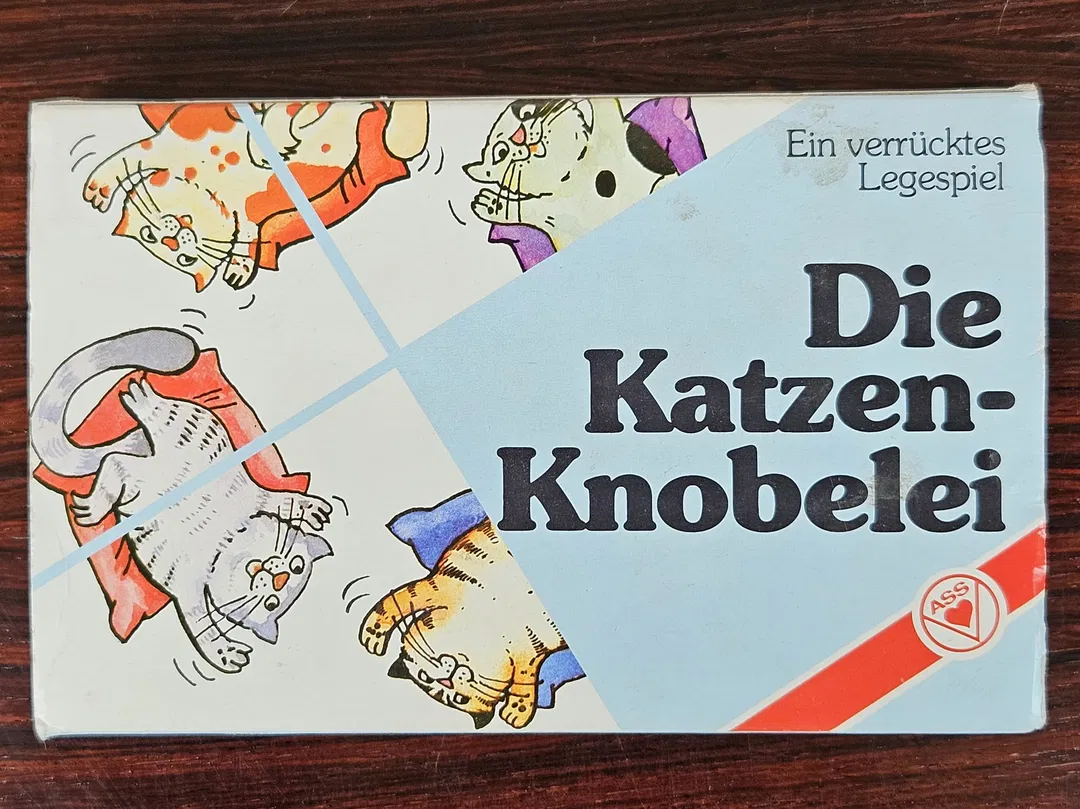 Ein verrücktes
Legespiel
Die
Katzen-
Knobelei
ASS